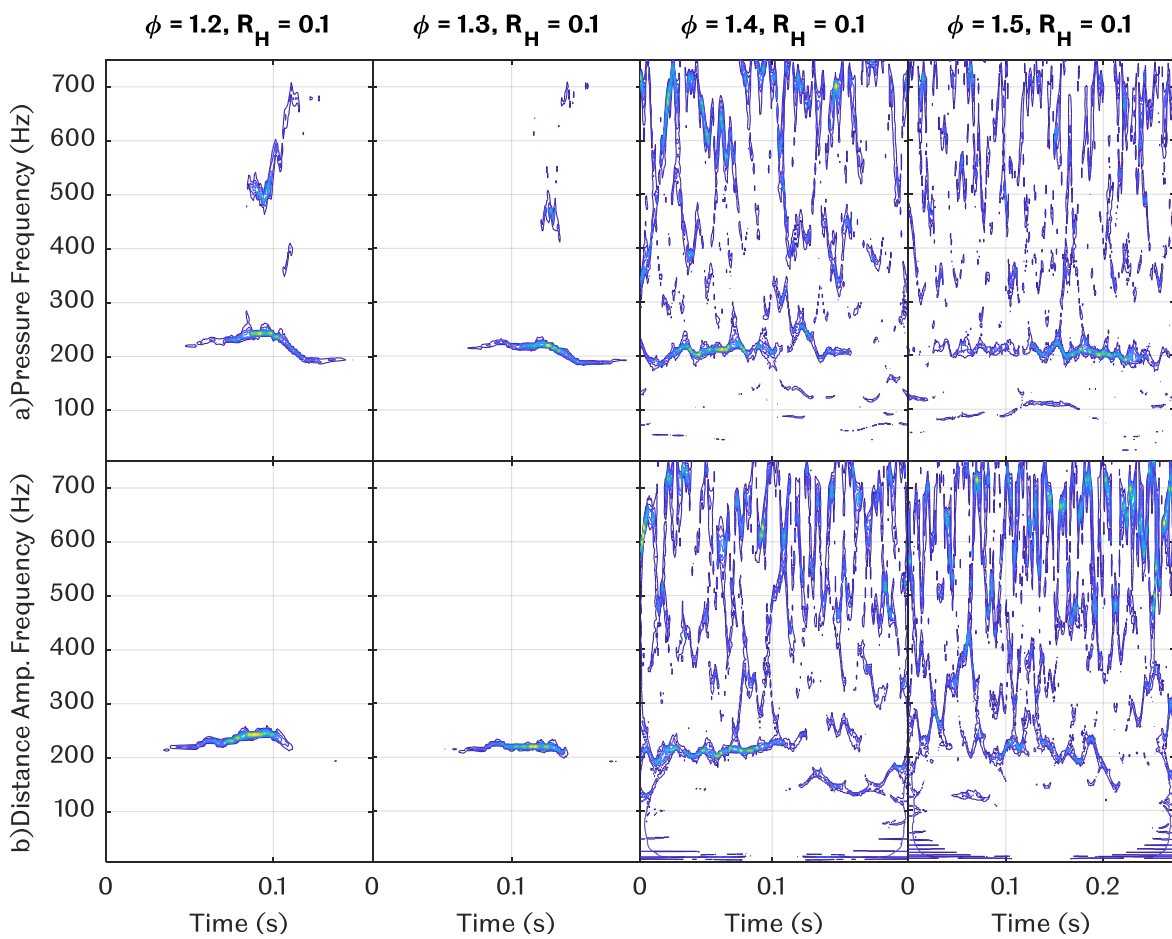 ϕ = 1.2, R_H = 0.1 ϕ = 1.3, R_H = 0.1 ϕ = 1.4, R_H = 0.1 ϕ = 1.5, R_H = 0.1
a)Pressure Frequency (Hz)
700
600
500
400
300
200
100
b)Distance Amp. Frequency (Hz)
700
600
500
400
300
200
100
0 0.1 0 0.1 0 0.1 0 0.1 0.2
Time (s) Time (s) Time (s) Time (s)